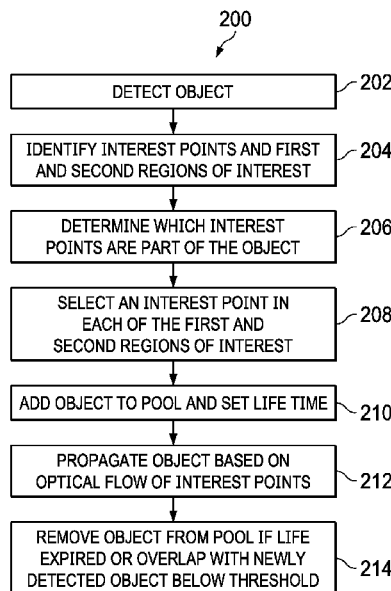 200
DETECT OBJECT
202
IDENTIFY INTEREST POINTS AND FIRST
AND SECOND REGIONS OF INTEREST
204
DETERMINE WHICH INTEREST
POINTS ARE PART OF THE OBJECT
206
SELECT AN INTEREST POINT IN
EACH OF THE FIRST AND
SECOND REGIONS OF INTEREST
208
ADD OBJECT TO POOL AND SET LIFE TIME
210
PROPAGATE OBJECT BASED ON
OPTICAL FLOW OF INTEREST POINTS
212
REMOVE OBJECT FROM POOL IF LIFE
EXPIRED OR OVERLAP WITH NEWLY
DETECTED OBJECT BELOW THRESHOLD
214